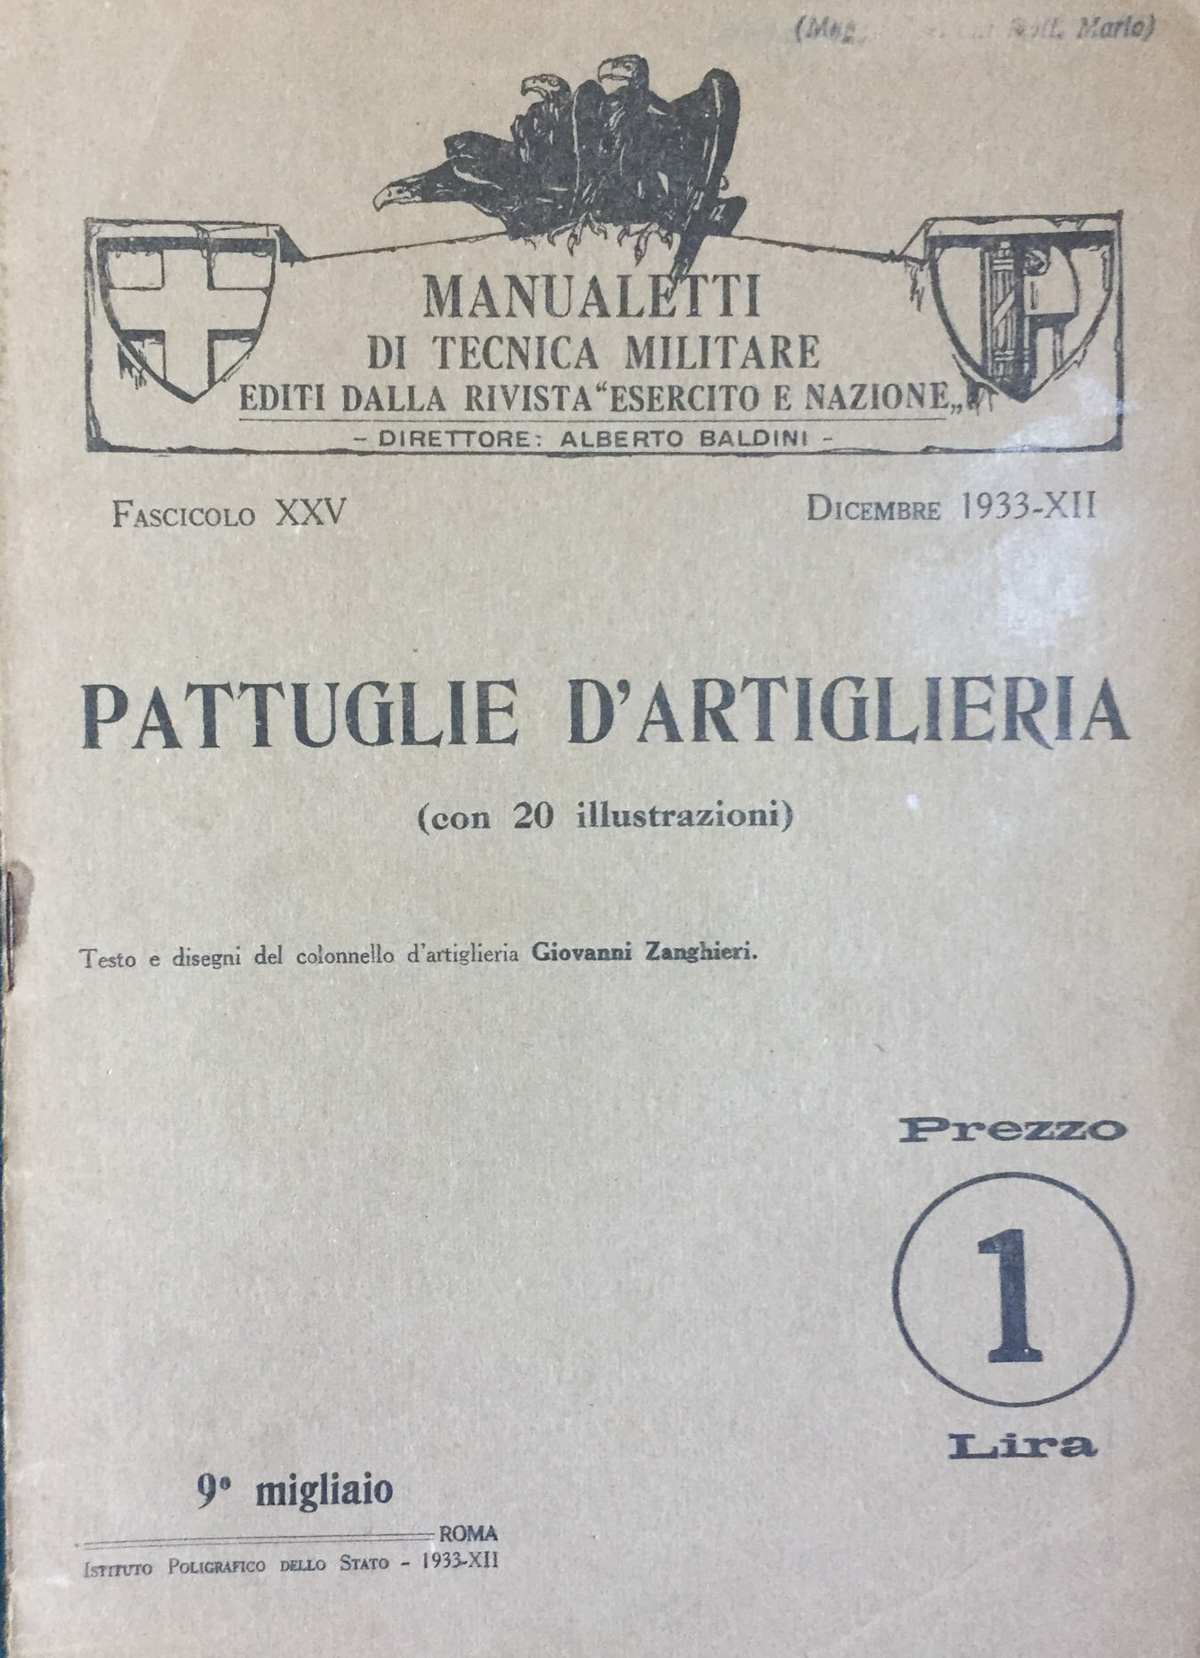 Marlo)
MANUALETTI
DI TECNICA MILITARE
EDITI DALLA RIVISTA "ESERCITO E NAZIONE„
- DIRETTORE: ALBERTO BALDINI -
FASCICOLO XXV
DICEMBRE 1933-XII
PATTUGLIE D'ARTIGLIERIA
(con 20 illustrazioni)
Testo e disegni del colonnello d'artiglieria Giovanni Zanghieri.
Prezzo
1
Lira
9° migliaio
ROMA
ISTITUTO POLIGRAFICO DELLO STATO - 1933-XII